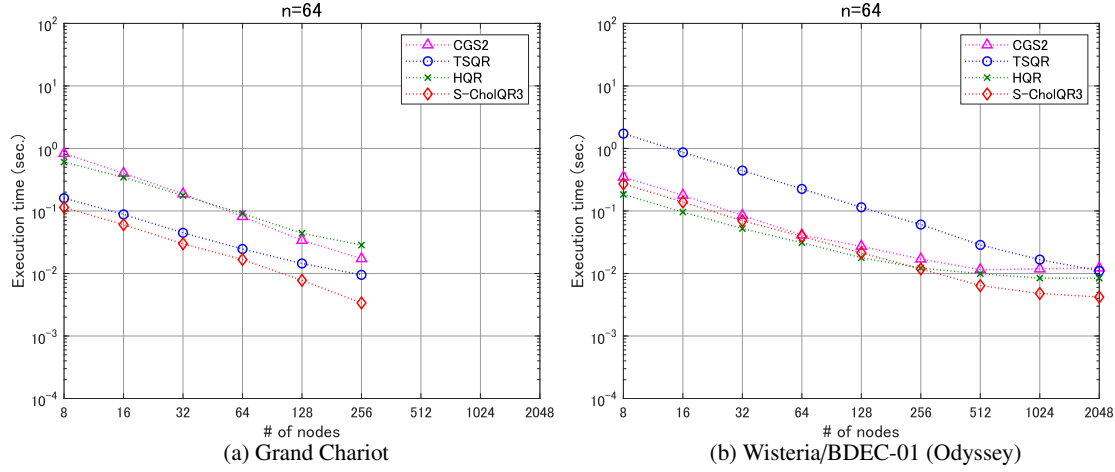 n=64
10^2
10^1
10^0
10^-1
10^-2
10^-3
10^-4
Execution time (sec.)
CGS2
TSQR
HQR
S-CholQR3
8 16 32 64 128 256 512 1024 2048
# of nodes
(a) Grand Chariot
n=64
10^2
10^1
10^0
10^-1
10^-2
10^-3
10^-4
Execution time (sec.)
CGS2
TSQR
HQR
S-CholQR3
8 16 32 64 128 256 512 1024 2048
# of nodes
(b) Wisteria/BDEC-01 (Odyssey)